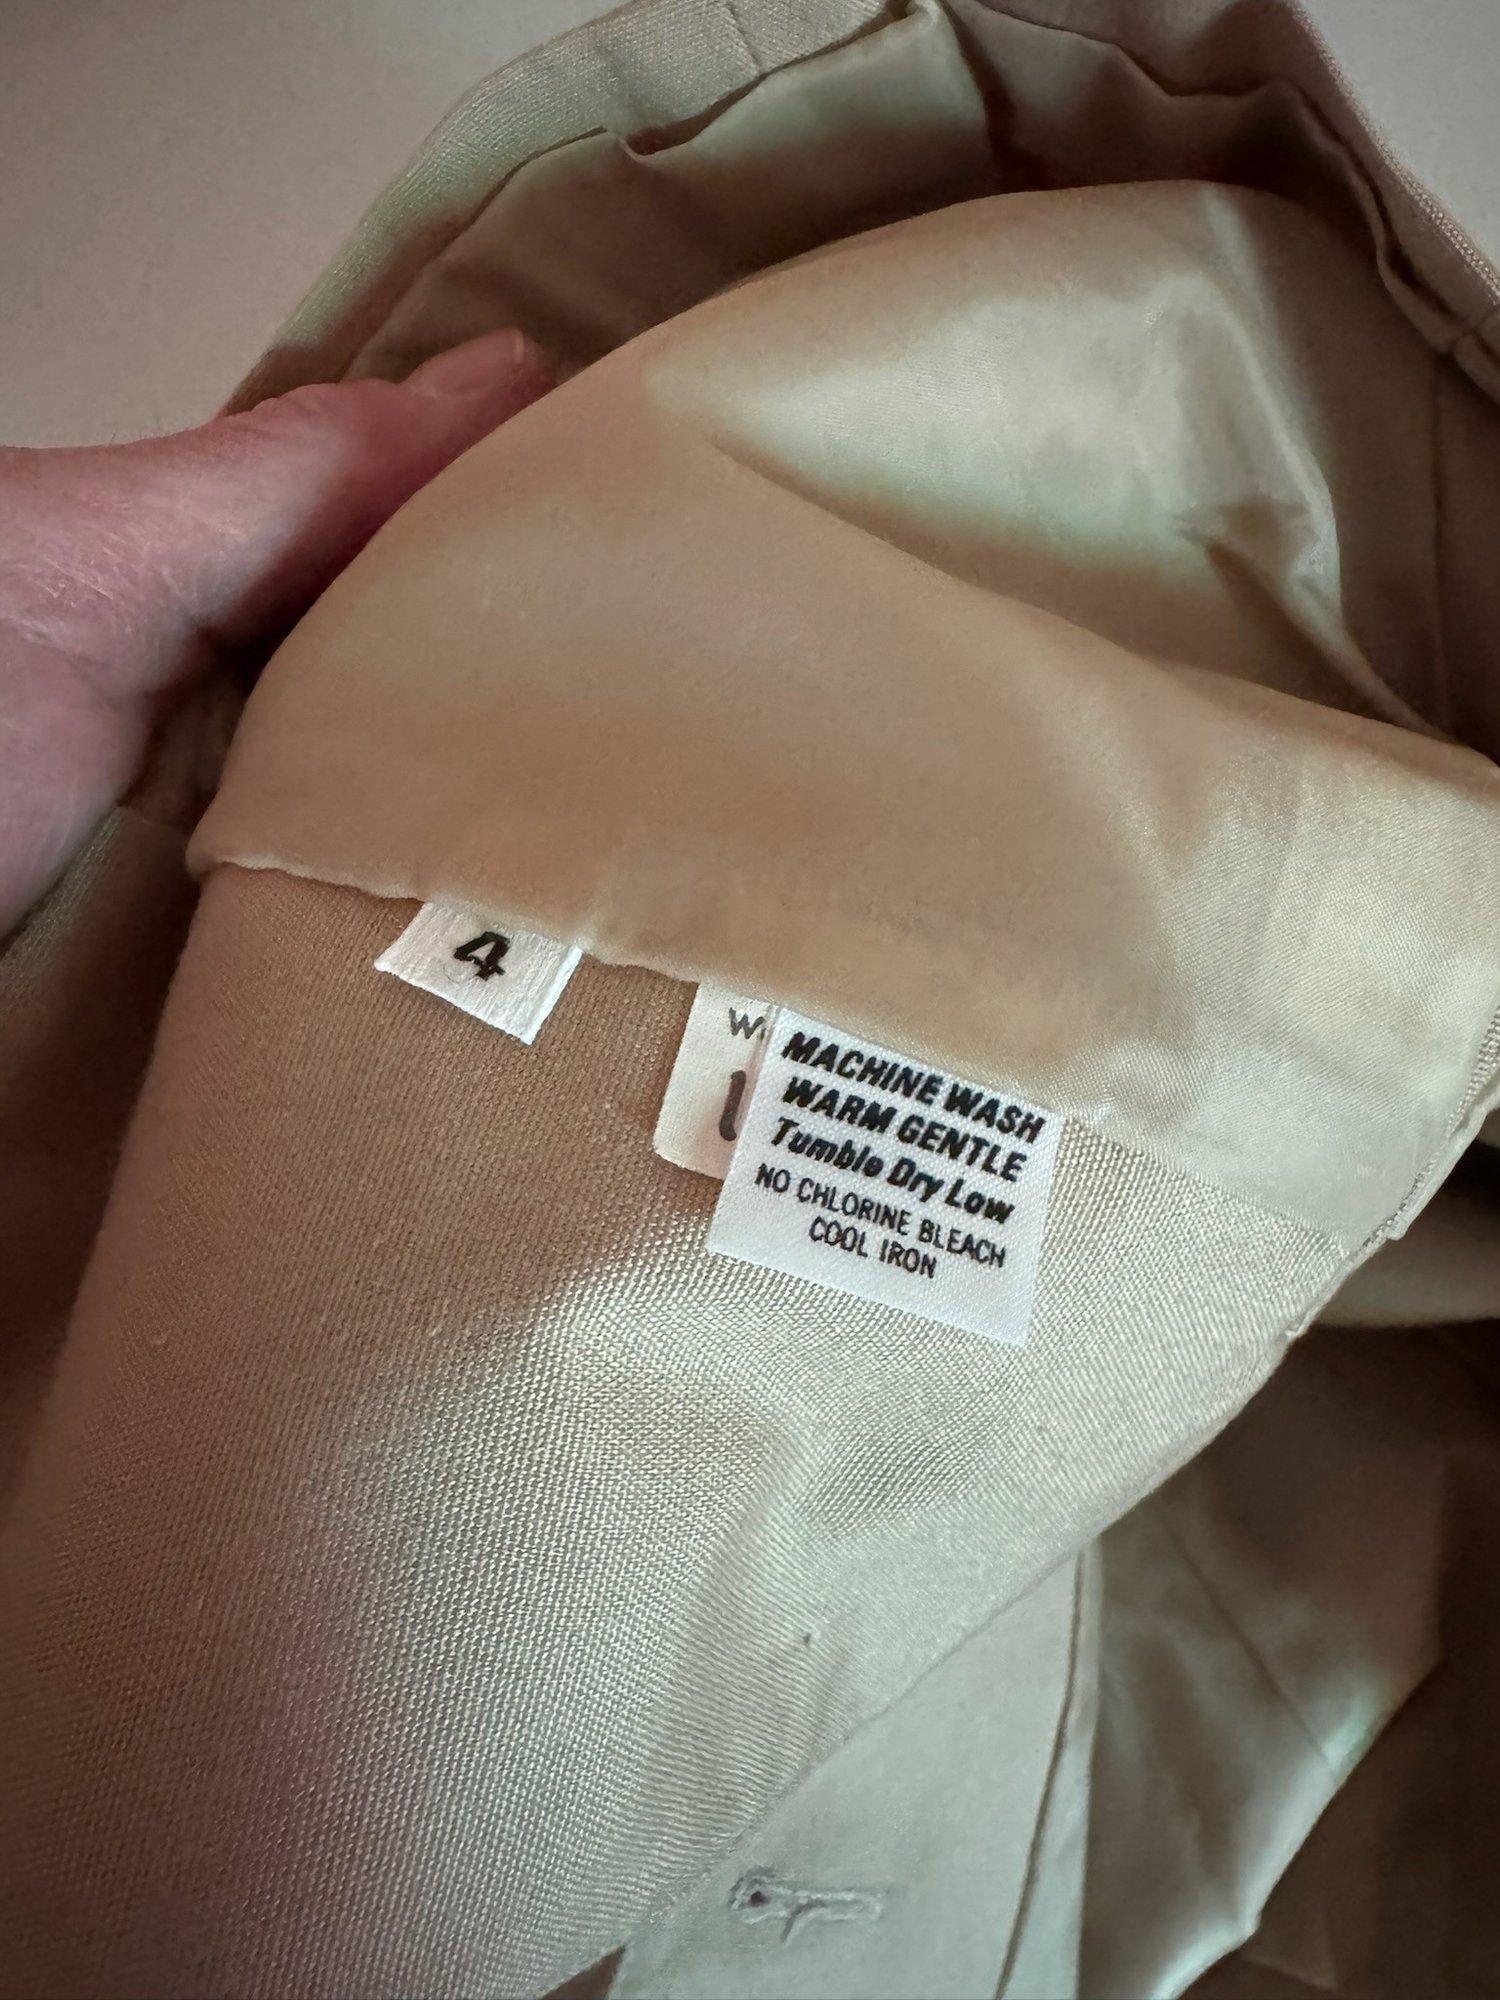 4
MACHINE WASH
WARM GENTLE
Tumble Dry Low
NO CHLORINE BLEACH
COOL IRON